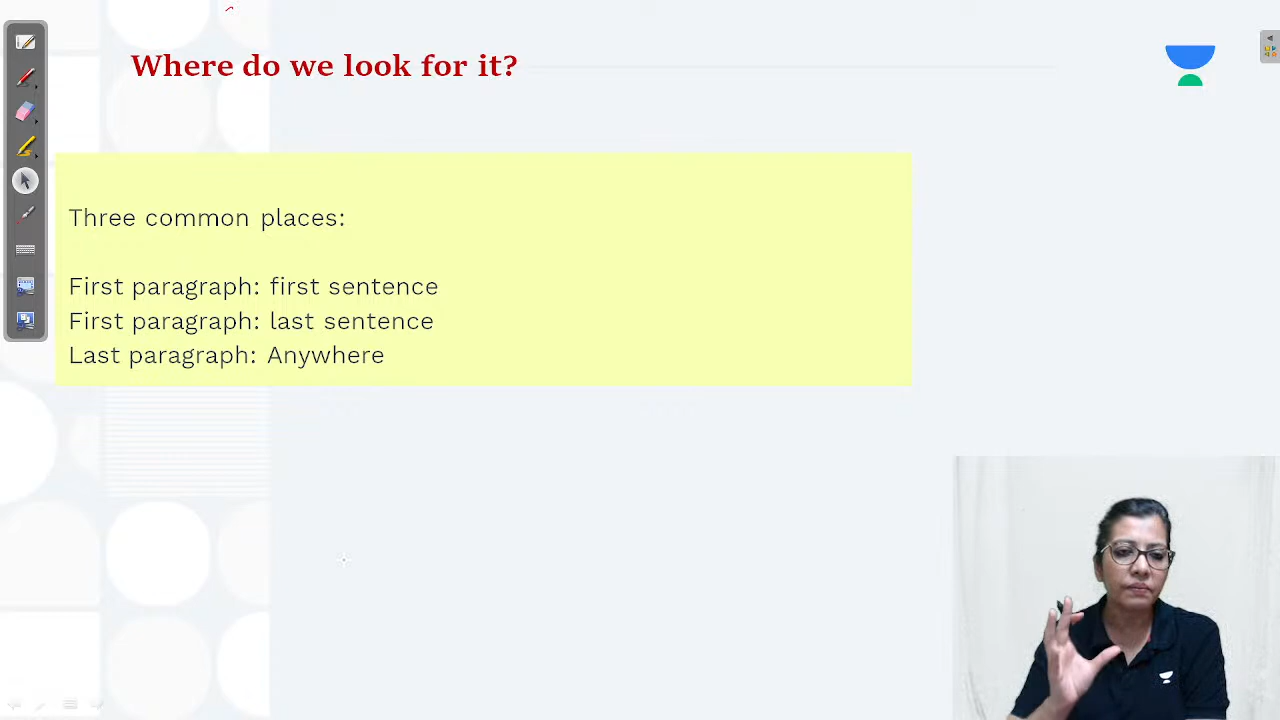 Where do we look for it?
Three common places:
First paragraph: first sentence
First paragraph: last sentence
Last paragraph: Anywhere